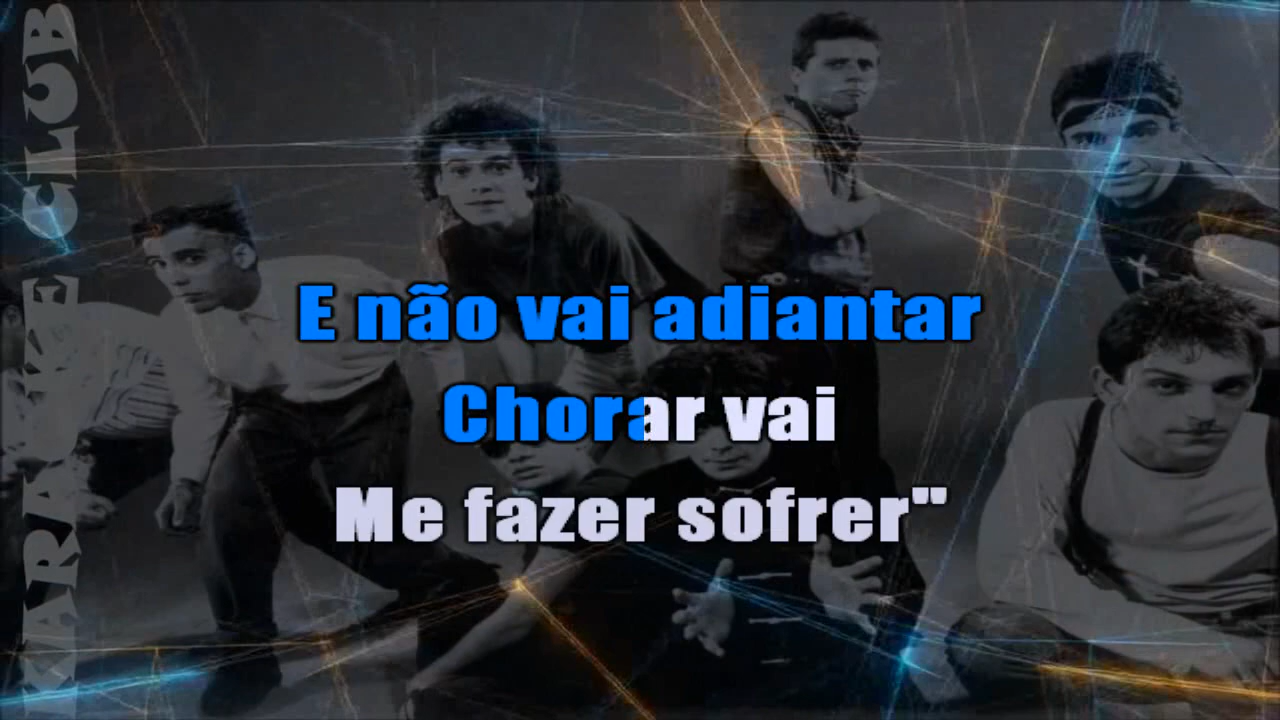 KARAOKE CLUB
E não vai adiantar
Chorar vai
Me fazer sofrer"